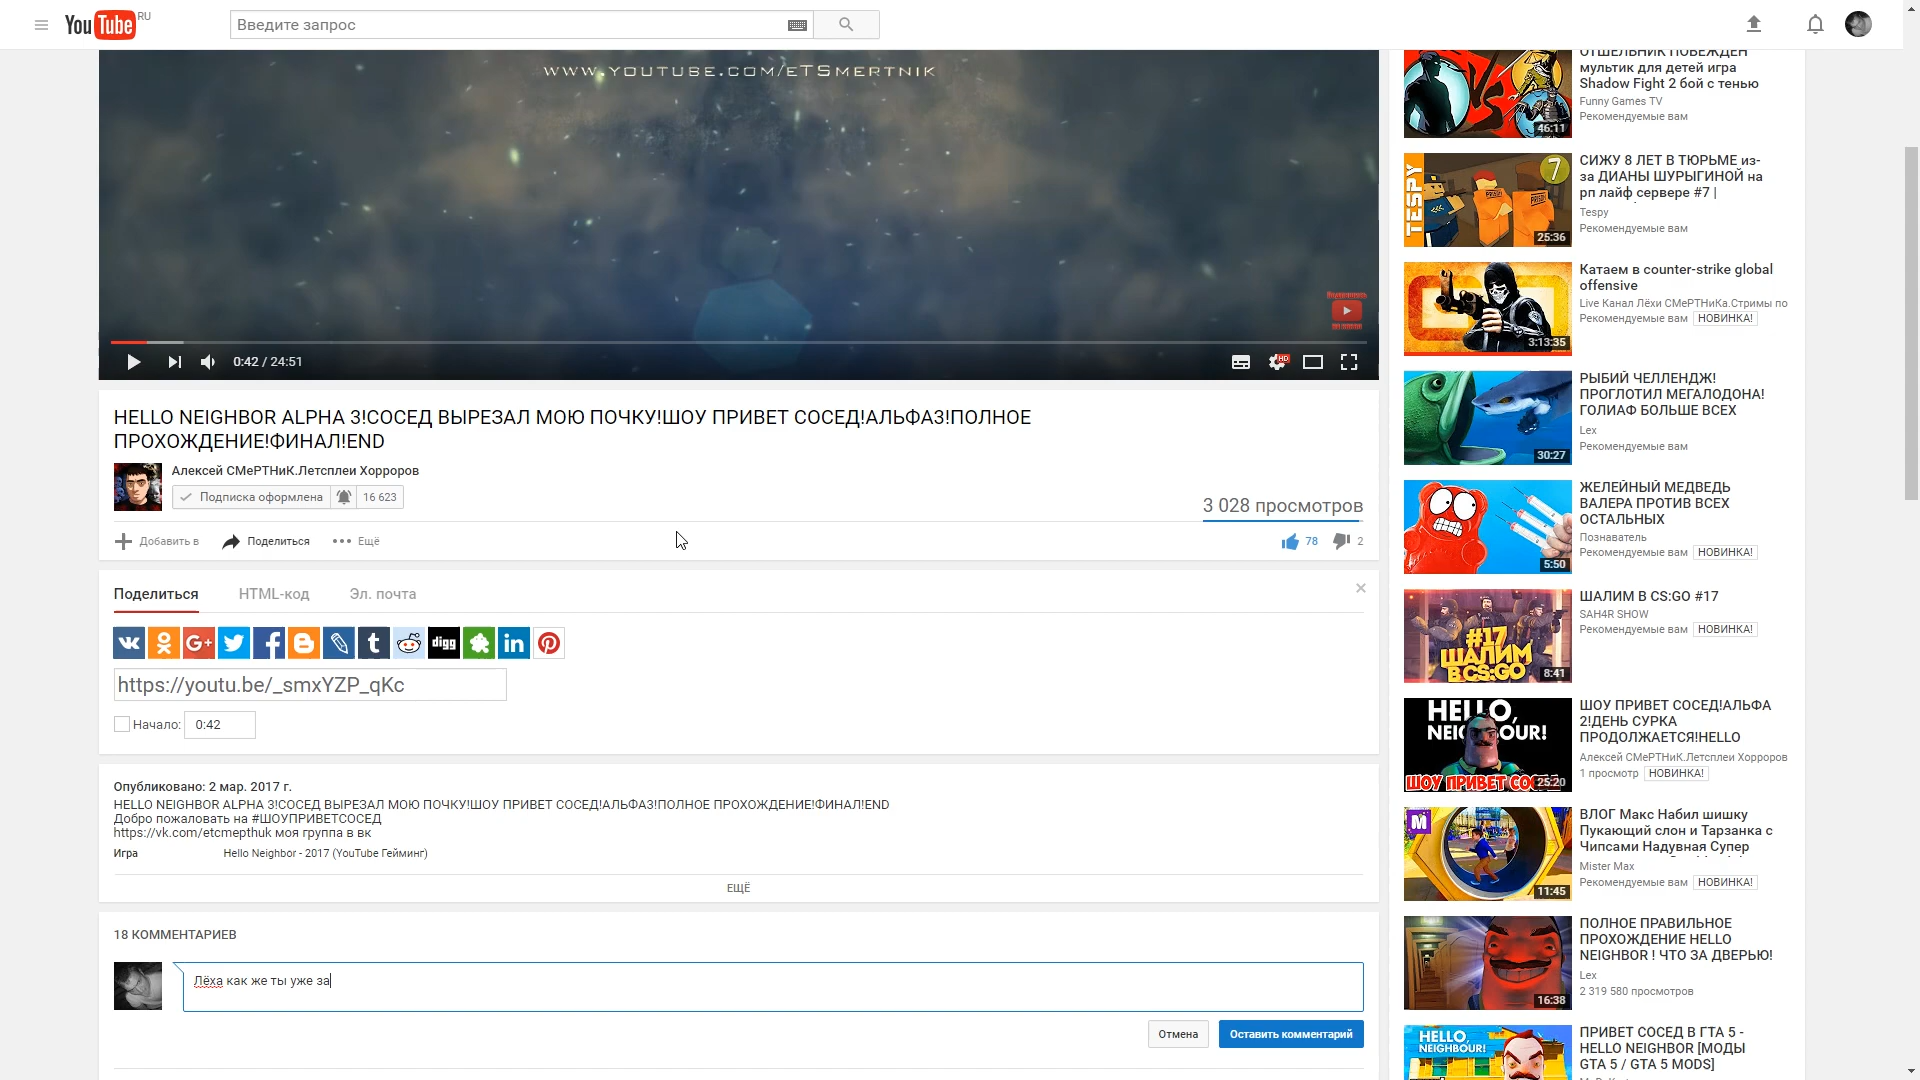 YouTube RU
Введите запрос
WWW.YOUTUBE.COM/ETSMEPTNIK
0:42 / 24:51
HD
HELLO NEIGHBOR ALPHA 3!СОСЕД ВЫРЕЗАЛ МОЮ ПОЧКУ!ШОУ ПРИВЕТ СОСЕД!АЛЬФА3!ПОЛНОЕ
ПРОХОЖДЕНИЕ!ФИНАЛ!END
Алексей СМеРТНиК.Летсплеи Хорроров
Подписка оформлена
16 623
3 028 просмотров
Добавить в
Поделиться
Ещё
78
2
Поделиться
HTML-код
Эл. почта
digg
https://youtu.be/_smxYZP_qKc
Начало:
0:42
Опубликовано: 2 мар. 2017 г.
HELLO NEIGHBOR ALPHA 3!СОСЕД ВЫРЕЗАЛ МОЮ ПОЧКУ!ШОУ ПРИВЕТ СОСЕД!АЛЬФА3!ПОЛНОЕ ПРОХОЖДЕНИЕ!ФИНАЛ!END
Добро пожаловать на #ШОУПРИВЕТСОСЕД
https://vk.com/etcmepthuk моя группа в вк
Игра
Hello Neighbor - 2017 (YouTube Гейминг)
ЕЩЁ
18 КОММЕНТАРИЕВ
Лёха как же ты уже за
Отмена
Оставить комментарий
ОТШЕЛЬНИК ПОБЕЖДЕН
мультик для детей игра
Shadow Fight 2 бой с тенью
Funny Games TV
Рекомендуемые вам
VS
46:11
СИЖУ 8 ЛЕТ В ТЮРЬМЕ из-
за ДИАНЫ ШУРЫГИНОЙ на
рп лайф сервере #7 |
Tespy
Рекомендуемые вам
TESPY
7
25:36
Катаем в counter-strike global
offensive
Live Канал Лёхи СМеРТНиКа.Стримы по
Рекомендуемые вам НОВИНКА!
3:13:35
РЫБИЙ ЧЕЛЛЕНДЖ!
ПРОГЛОТИЛ МЕГАЛОДОНА!
ГОЛИАФ БОЛЬШЕ ВСЕХ
Lex
Рекомендуемые вам
30:27
ЖЕЛЕЙНЫЙ МЕДВЕДЬ
ВАЛЕРА ПРОТИВ ВСЕХ
ОСТАЛЬНЫХ
Познаватель
Рекомендуемые вам НОВИНКА!
5:50
ШАЛИМ В CS:GO #17
SAH4R SHOW
Рекомендуемые вам НОВИНКА!
#17
ШАЛИМ
В CS:GO
8:41
ШОУ ПРИВЕТ СОСЕД!АЛЬФА
2!ДЕНЬ СУРКА
ПРОДОЛЖАЕТСЯ!HELLO
Алексей СМеРТНиК.Летсплеи Хорроров
1 просмотр НОВИНКА!
HELLO,
ШОУ ПРИВЕТ
25:20
ВЛОГ Макс Набил шишку
Пукающий слон и Тарзанка с
Чипсами Надувная Супер
Mister Max
Рекомендуемые вам НОВИНКА!
M
11:45
ПОЛНОЕ ПРАВИЛЬНОЕ
ПРОХОЖДЕНИЕ HELLO
NEIGHBOR ! ЧТО ЗА ДВЕРЬЮ!
Lex
2 319 580 просмотров
16:38
ПРИВЕТ СОСЕД В ГТА 5 -
HELLO NEIGHBOR [МОДЫ
GTA 5 / GTA 5 MODS]
HELLO,
NEIGHBOUR!